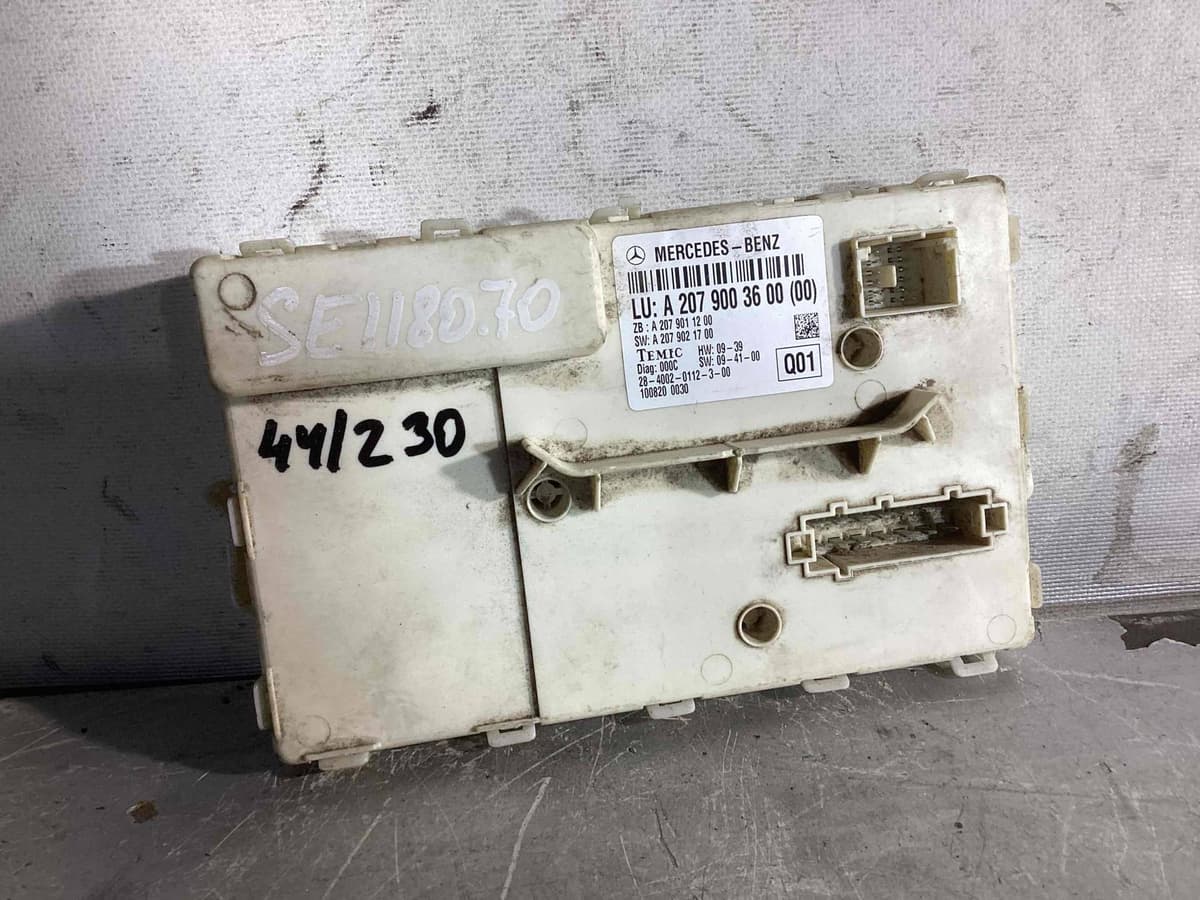 MERCEDES-BENZ
LU: A 207 900 36 00 (00)
ZB : A 207 901 12 00
SW: A 207 902 17 00
TEMIC HW: 09-39
Diag: 000C SW: 09-41-00
28-4002-0112-3-00
100820 0030
Q01
SE1180.70
44/230